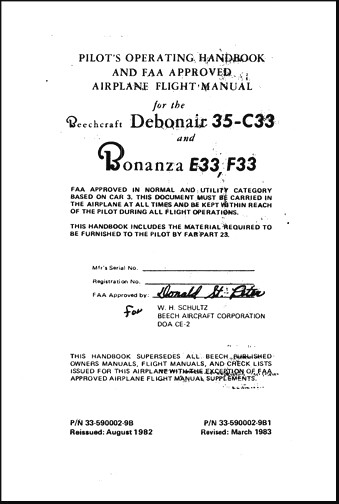 PILOT'S OPERATING HANDBOOK
AND FAA APPROVED
AIRPLANE FLIGHT MANUAL
for the
Beechcraft Debonair 35-C33
and
Bonanza E33, F33
FAA APPROVED IN NORMAL AND UTILITY CATEGORY
BASED ON CAR 3. THIS DOCUMENT MUST BE CARRIED IN
THE AIRPLANE AT ALL TIMES AND BE KEPT WITHIN REACH
OF THE PILOT DURING ALL FLIGHT OPERATIONS.
THIS HANDBOOK INCLUDES THE MATERIAL REQUIRED TO
BE FURNISHED TO THE PILOT BY FAR PART 23.
Mfr's Serial No.
Registration No.
FAA Approved by: Donald St. Peter
For W. H. SCHULTZ
BEECH AIRCRAFT CORPORATION
DOA CE-2
THIS HANDBOOK SUPERSEDES ALL BEECH PUBLISHED
OWNERS MANUALS, FLIGHT MANUALS, AND CHECK LISTS
ISSUED FOR THIS AIRPLANE WITH THE EXCEPTION OF FAA
APPROVED AIRPLANE FLIGHT MANUAL SUPPLEMENTS.
P/N 33-590002-9B P/N 33-590002-9B1
Reissued: August 1982 Revised: March 1983